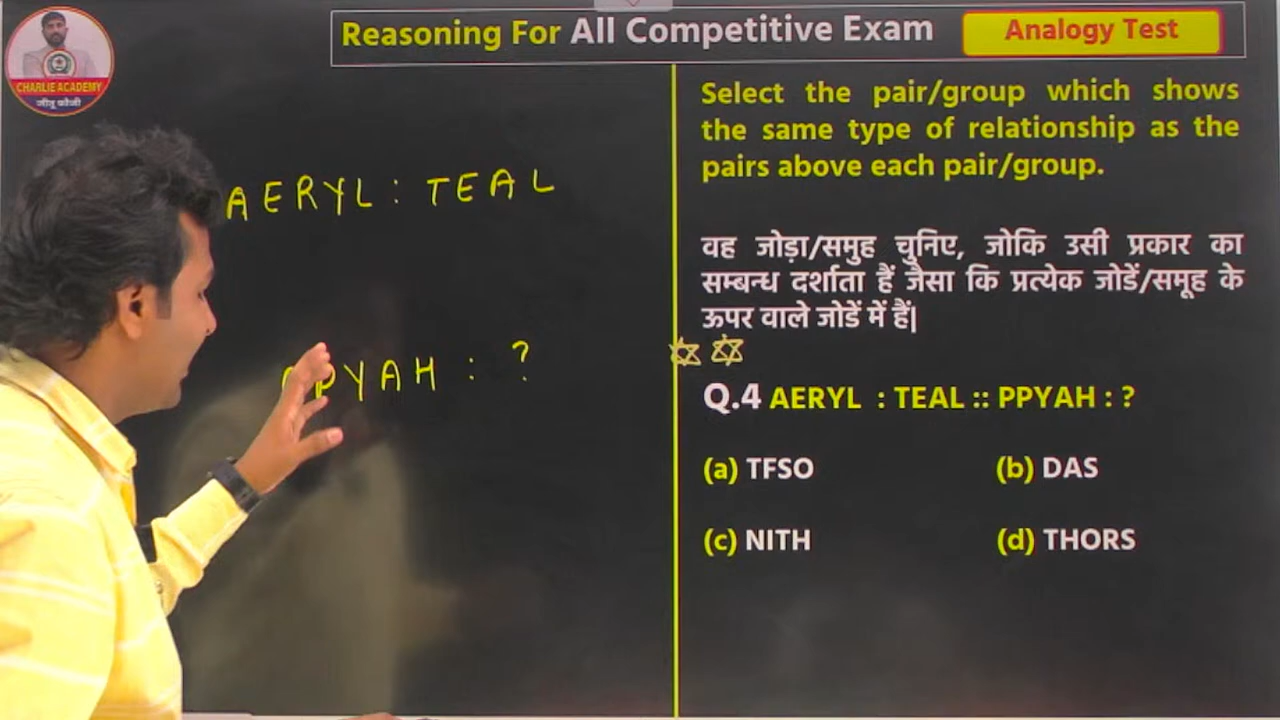 CHARLIE ACADEMY
जीतू फौजी
Reasoning For All Competitive Exam
Analogy Test
AERYL : TEAL
PPYAH : ?
Select the pair/group which shows
the same type of relationship as the
pairs above each pair/group.
वह जोड़ा/समुह चुनिए, जोकि उसी प्रकार का
सम्बन्ध दर्शाता हैं जैसा कि प्रत्येक जोडें/समूह के
ऊपर वाले जोडें में हैं|
Q.4 AERYL : TEAL :: PPYAH : ?
(a) TFSO (b) DAS
(c) NITH (d) THORS